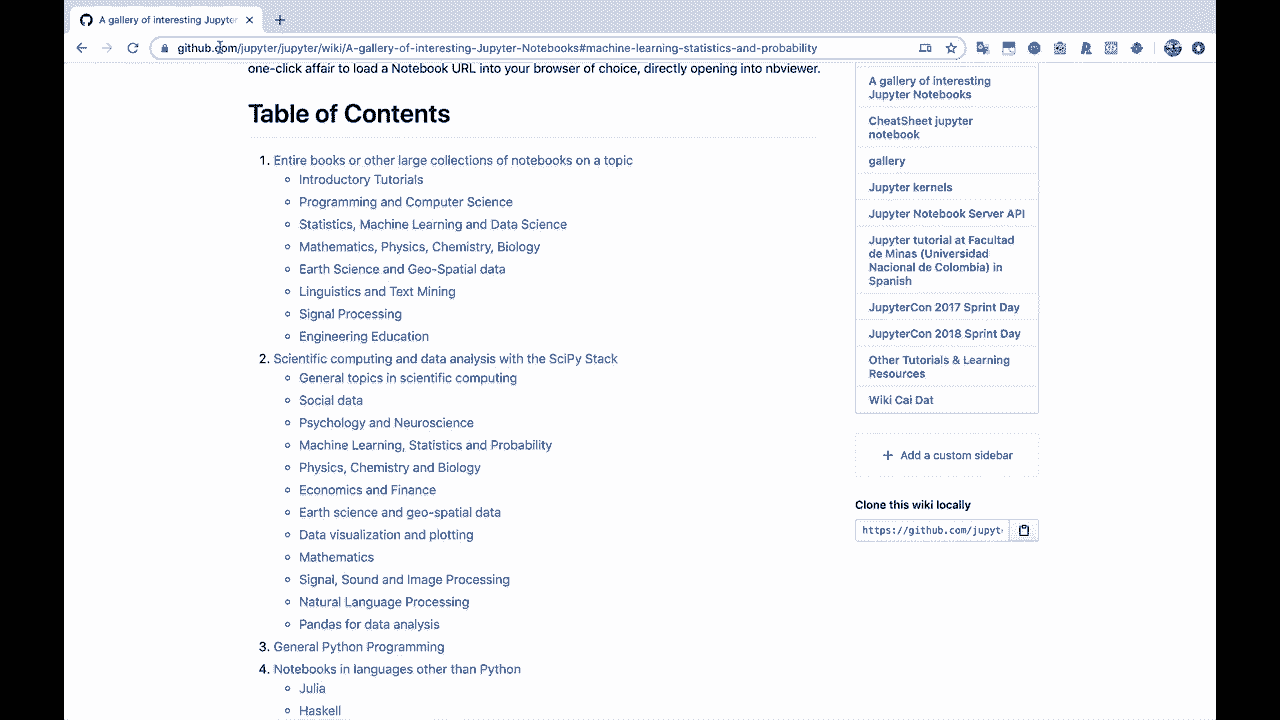 A gallery of interesting Jupyter
github.com/jupyter/jupyter/wiki/A-gallery-of-interesting-Jupyter-Notebooks#machine-learning-statistics-and-probability
one-click affair to load a Notebook URL into your browser of choice, directly opening into nbviewer.
Table of Contents
1. Entire books or other large collections of notebooks on a topic
Introductory Tutorials
Programming and Computer Science
Statistics, Machine Learning and Data Science
Mathematics, Physics, Chemistry, Biology
Earth Science and Geo-Spatial data
Linguistics and Text Mining
Signal Processing
Engineering Education
2. Scientific computing and data analysis with the SciPy Stack
General topics in scientific computing
Social data
Psychology and Neuroscience
Machine Learning, Statistics and Probability
Physics, Chemistry and Biology
Economics and Finance
Earth science and geo-spatial data
Data visualization and plotting
Mathematics
Signal, Sound and Image Processing
Natural Language Processing
Pandas for data analysis
3. General Python Programming
4. Notebooks in languages other than Python
Julia
Haskell
A gallery of interesting
Jupyter Notebooks
CheatSheet jupyter
notebook
gallery
Jupyter kernels
Jupyter Notebook Server API
Jupyter tutorial at Facultad
de Minas (Universidad
Nacional de Colombia) in
Spanish
JupyterCon 2017 Sprint Day
JupyterCon 2018 Sprint Day
Other Tutorials & Learning
Resources
Wiki Cai Dat
+ Add a custom sidebar
Clone this wiki locally
https://github.com/jupyt